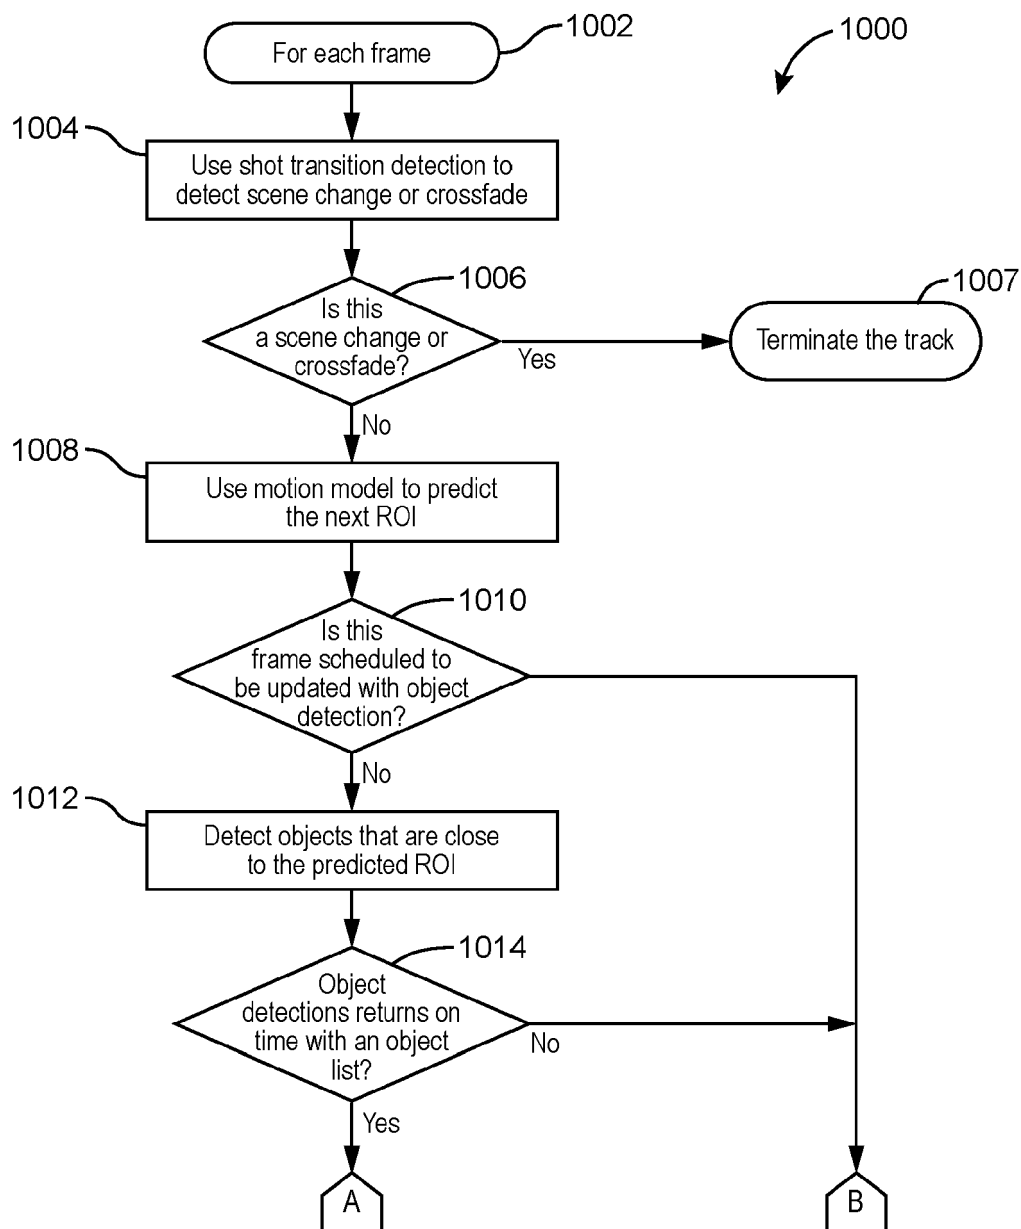 1002
For each frame
1000
1004
Use shot transition detection to
detect scene change or crossfade
1006
Is this
a scene change or
crossfade?
Yes
1007
Terminate the track
No
1008
Use motion model to predict
the next ROI
1010
Is this
frame scheduled to
be updated with object
detection?
No
1012
Detect objects that are close
to the predicted ROI
1014
Object
detections returns on
time with an object
list?
No
Yes
A
B